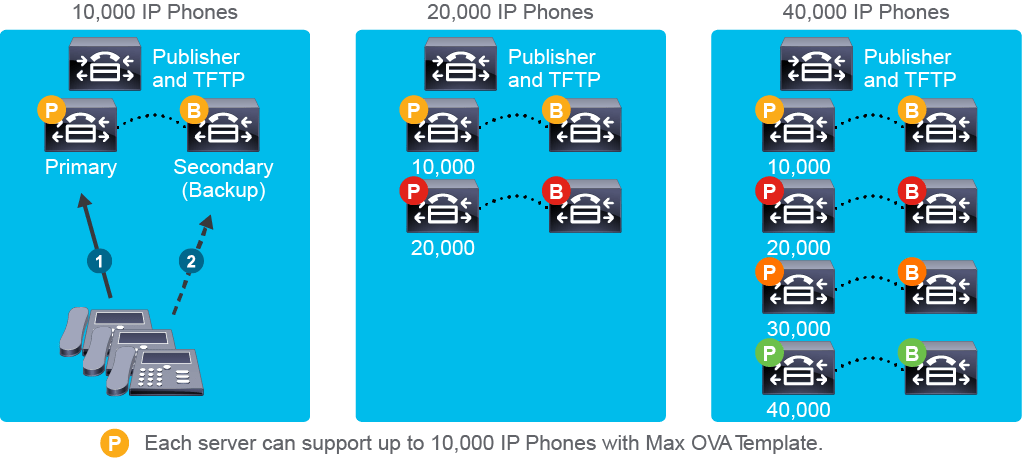 10,000 IP Phones
Publisher
and TFTP
P
B
Primary
Secondary
(Backup)
1
2
20,000 IP Phones
Publisher
and TFTP
P
B
10,000
P
B
20,000
40,000 IP Phones
Publisher
and TFTP
P
B
10,000
P
B
20,000
P
B
30,000
P
B
40,000
P Each server can support up to 10,000 IP Phones with Max OVA Template.